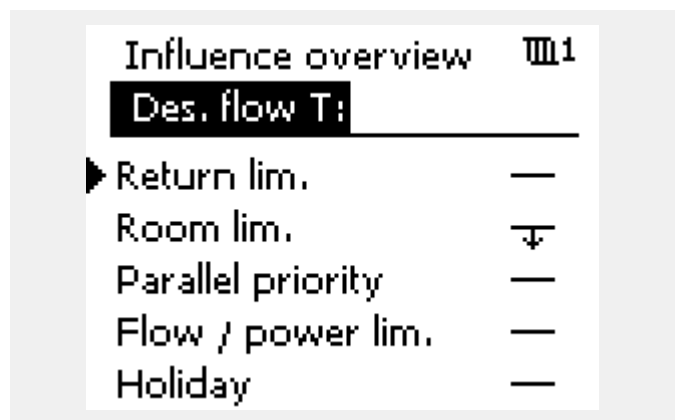 Influence overview 1
Des. flow T:
Return lim. —
Room lim.
Parallel priority —
Flow / power lim. —
Holiday —